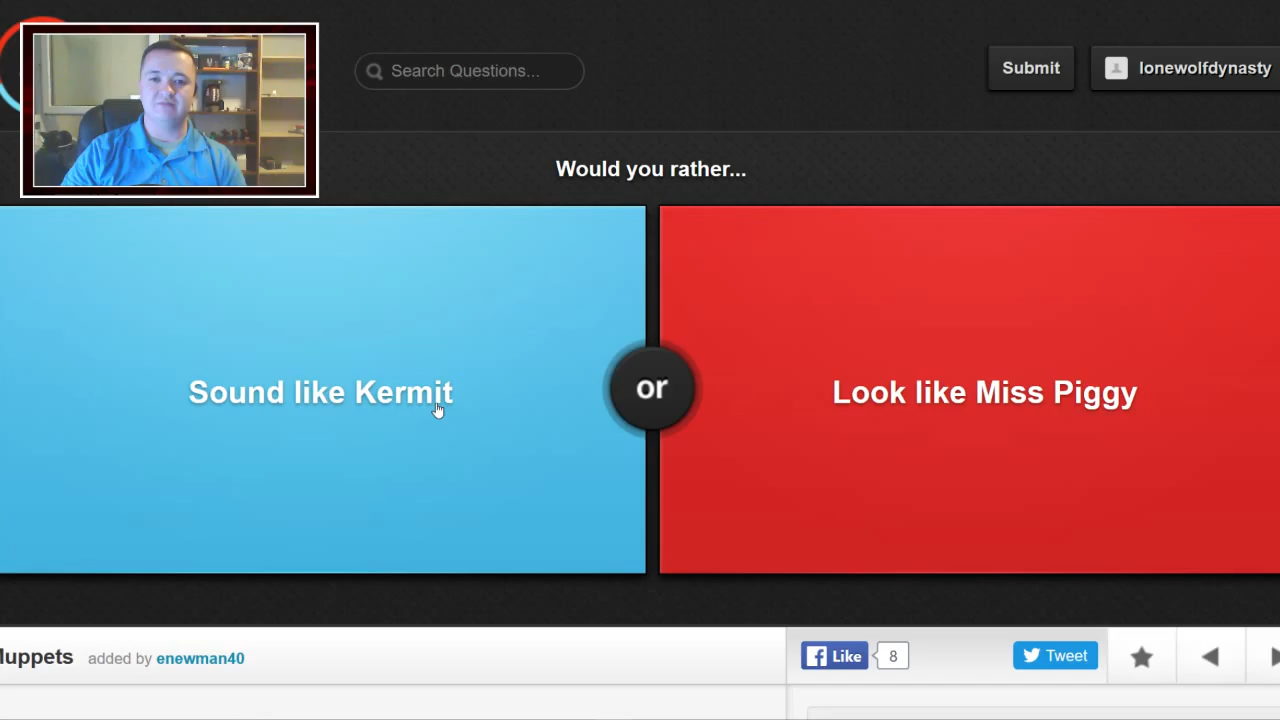 Search Questions...
Submit
lonewolfdynasty
Would you rather...
Sound like Kermit
or
Look like Miss Piggy
uppets added by enewman40
Like
8
Tweet